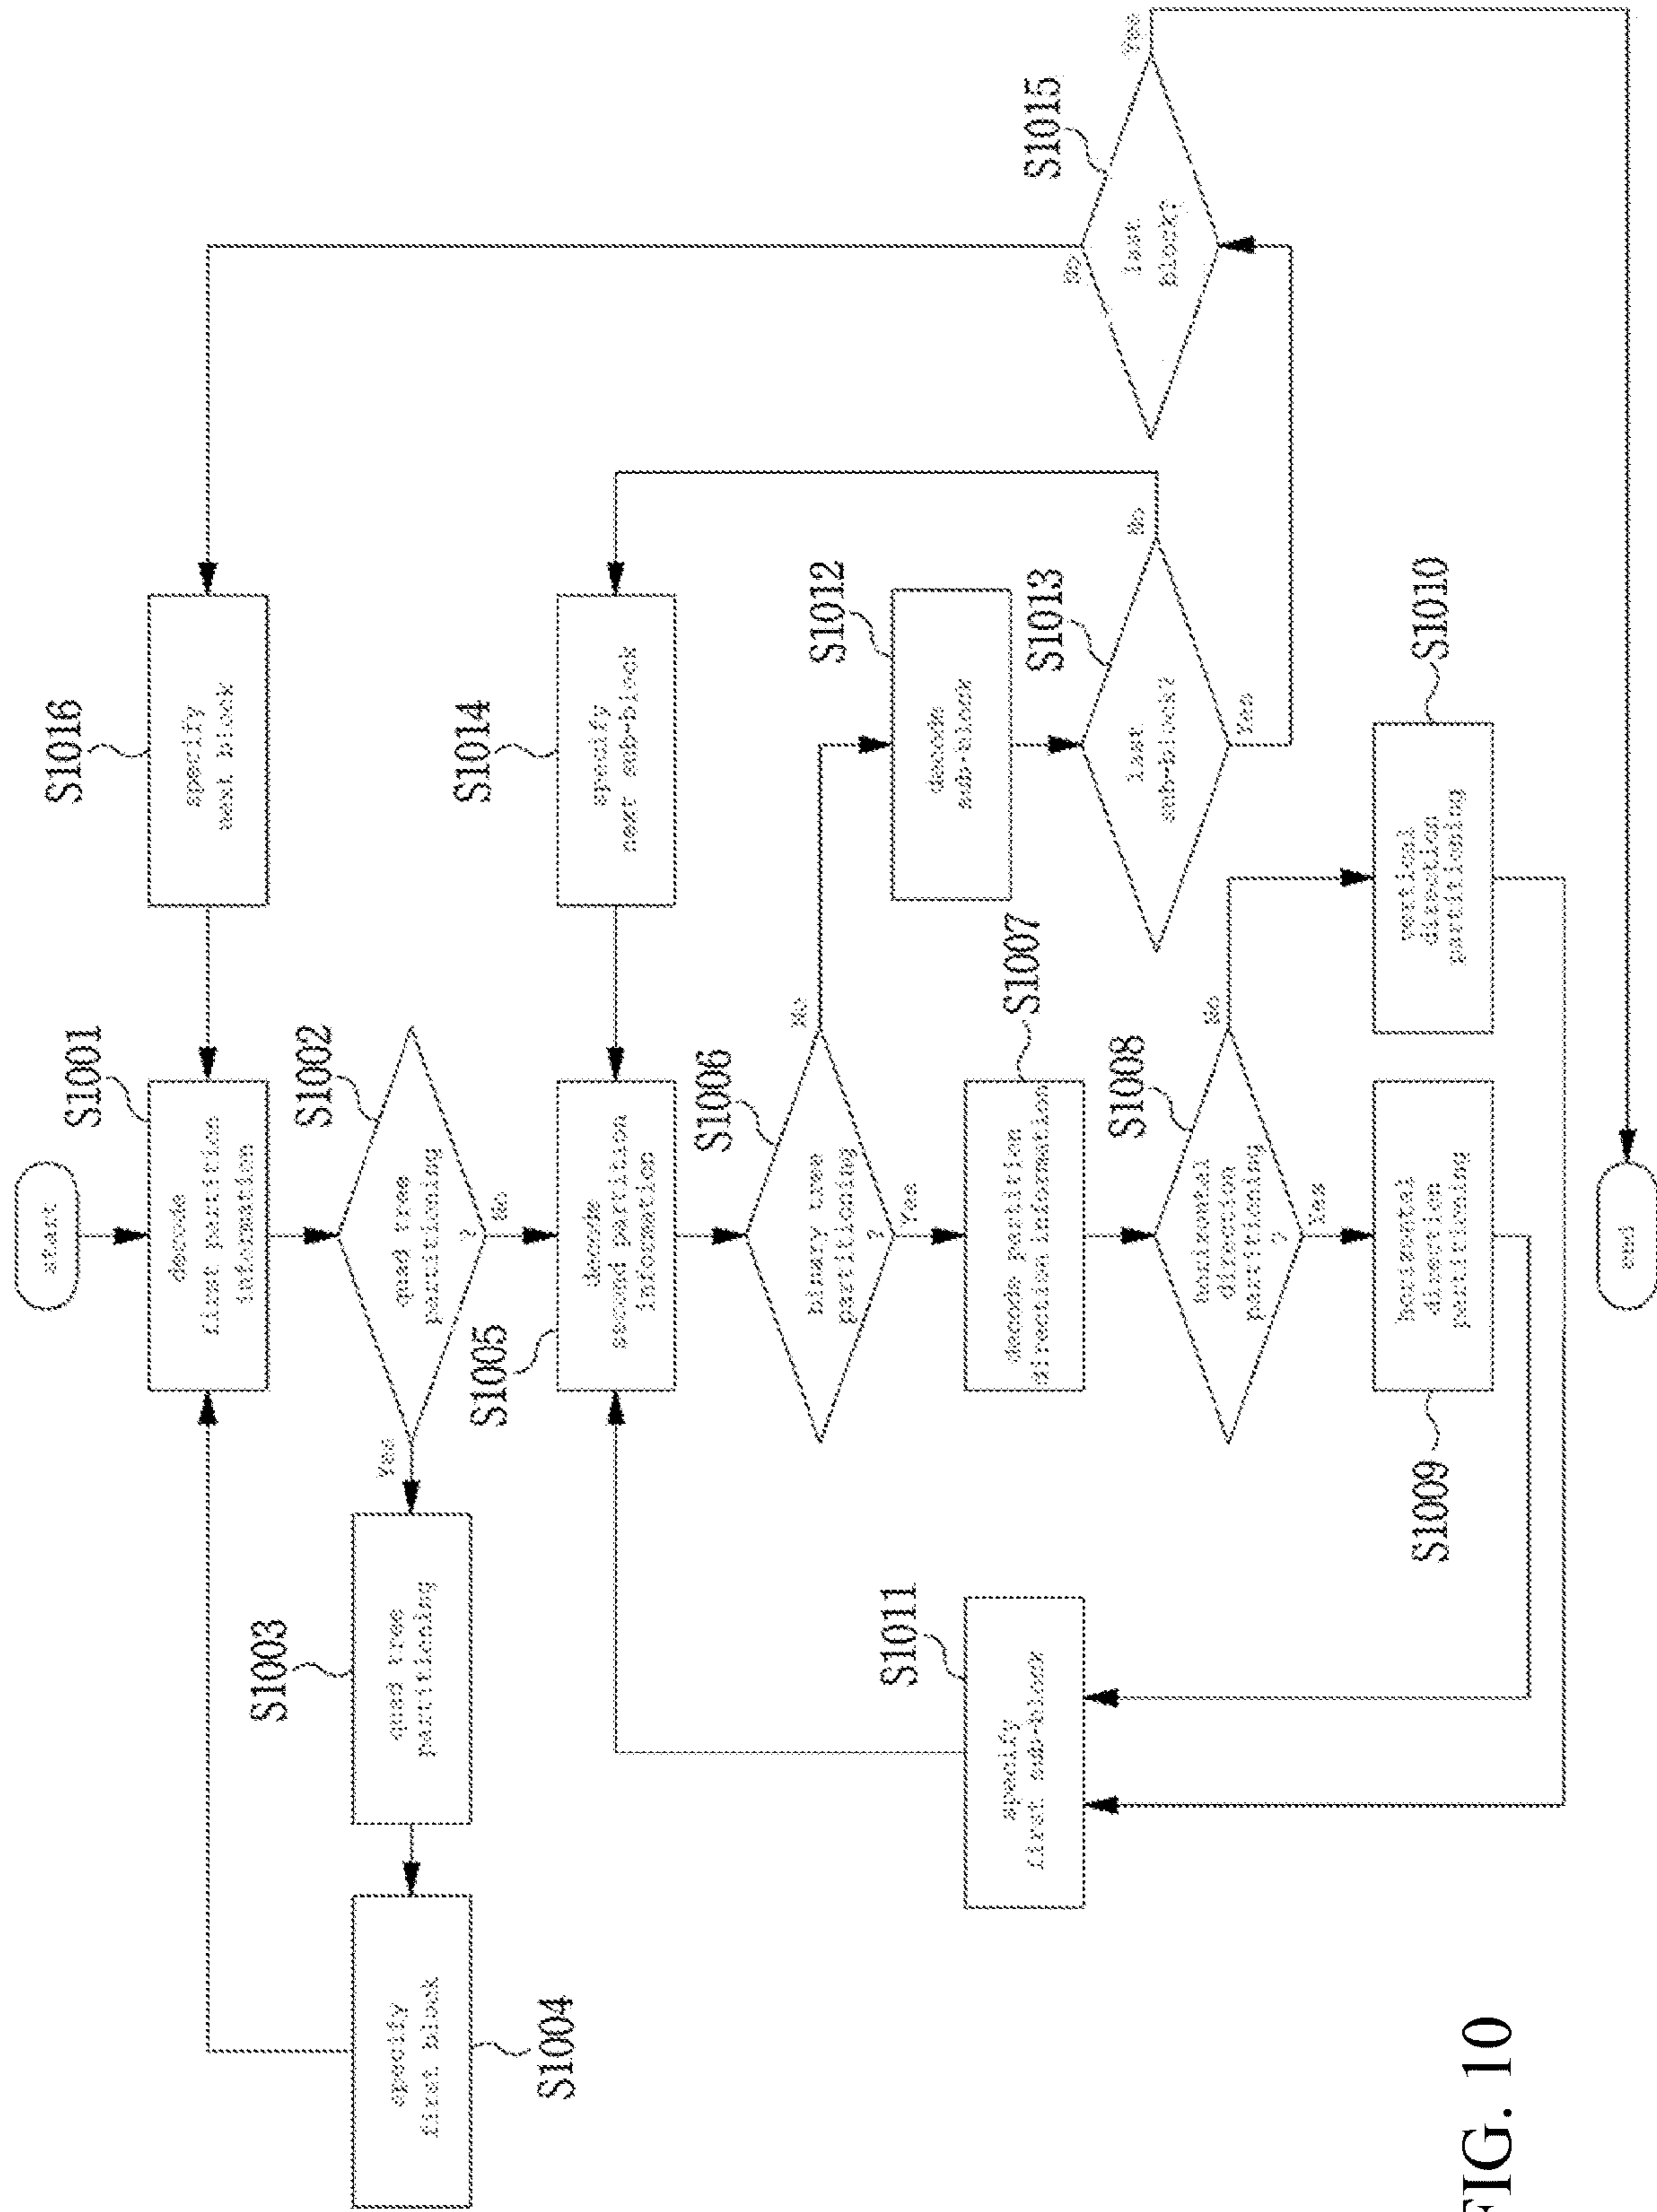 start
S1001
decode
first partition
information
S1016
specify
next block
S1002
quad tree
partitioning
?
Yes
No
S1003
quad tree
partitioning
S1004
specify
first block
S1005
decode
second partition
information
S1014
specify
next sub-block
S1006
binary tree
partitioning
?
No
Yes
S1012
decode
sub-block
S1007
decode partition
direction information
S1011
specify
first sub-block
S1013
last
sub-block?
No
Yes
S1015
last
block?
No
Yes
S1008
horizontal
direction
partitioning
?
No
Yes
S1009
horizontal
direction
partitioning
S1010
vertical
direction
partitioning
end
FIG. 10